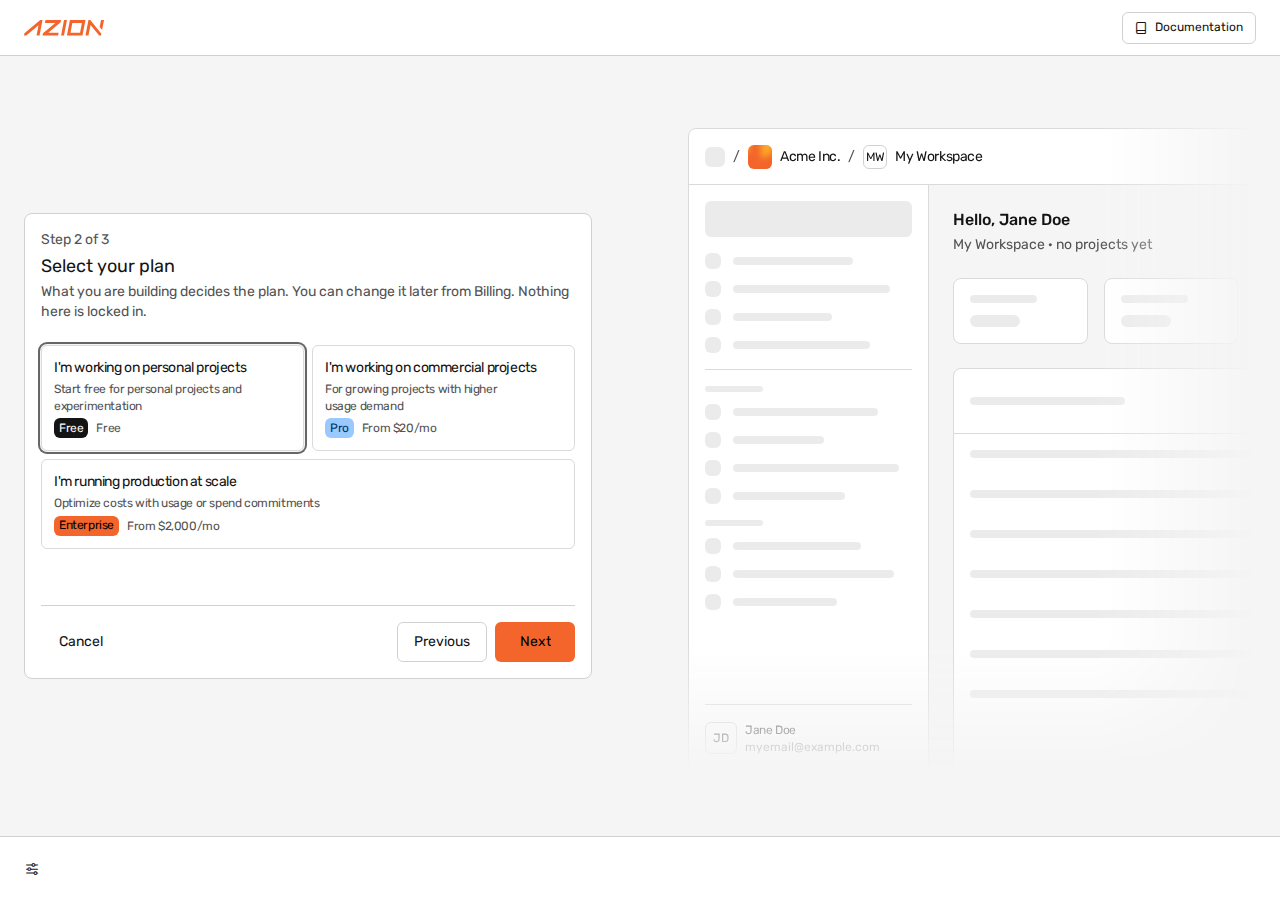 AZION
Documentation
/ Acme Inc. / MW My Workspace
Step 2 of 3
Select your plan
What you are building decides the plan. You can change it later from Billing. Nothing
here is locked in.
I'm working on personal projects
Start free for personal projects and
experimentation
Free Free
I'm working on commercial projects
For growing projects with higher
usage demand
Pro From $20/mo
I'm running production at scale
Optimize costs with usage or spend commitments
Enterprise From $2,000/mo
Cancel
Previous
Next
Hello, Jane Doe
My Workspace • no projects yet
JD
Jane Doe
myemail@example.com